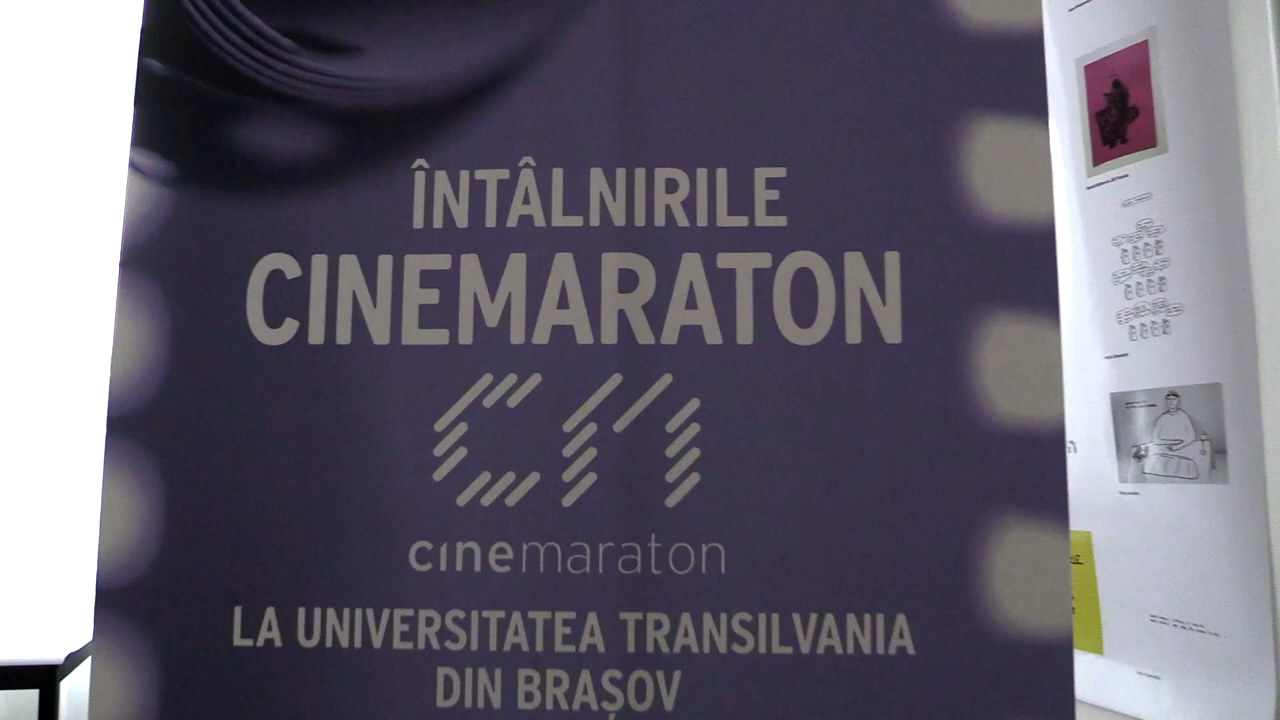 ÎNTÂLNIRILE
CINEMARATON
cinemaraton
LA UNIVERSITATEA TRANSILVANIA
DIN BRAȘOV